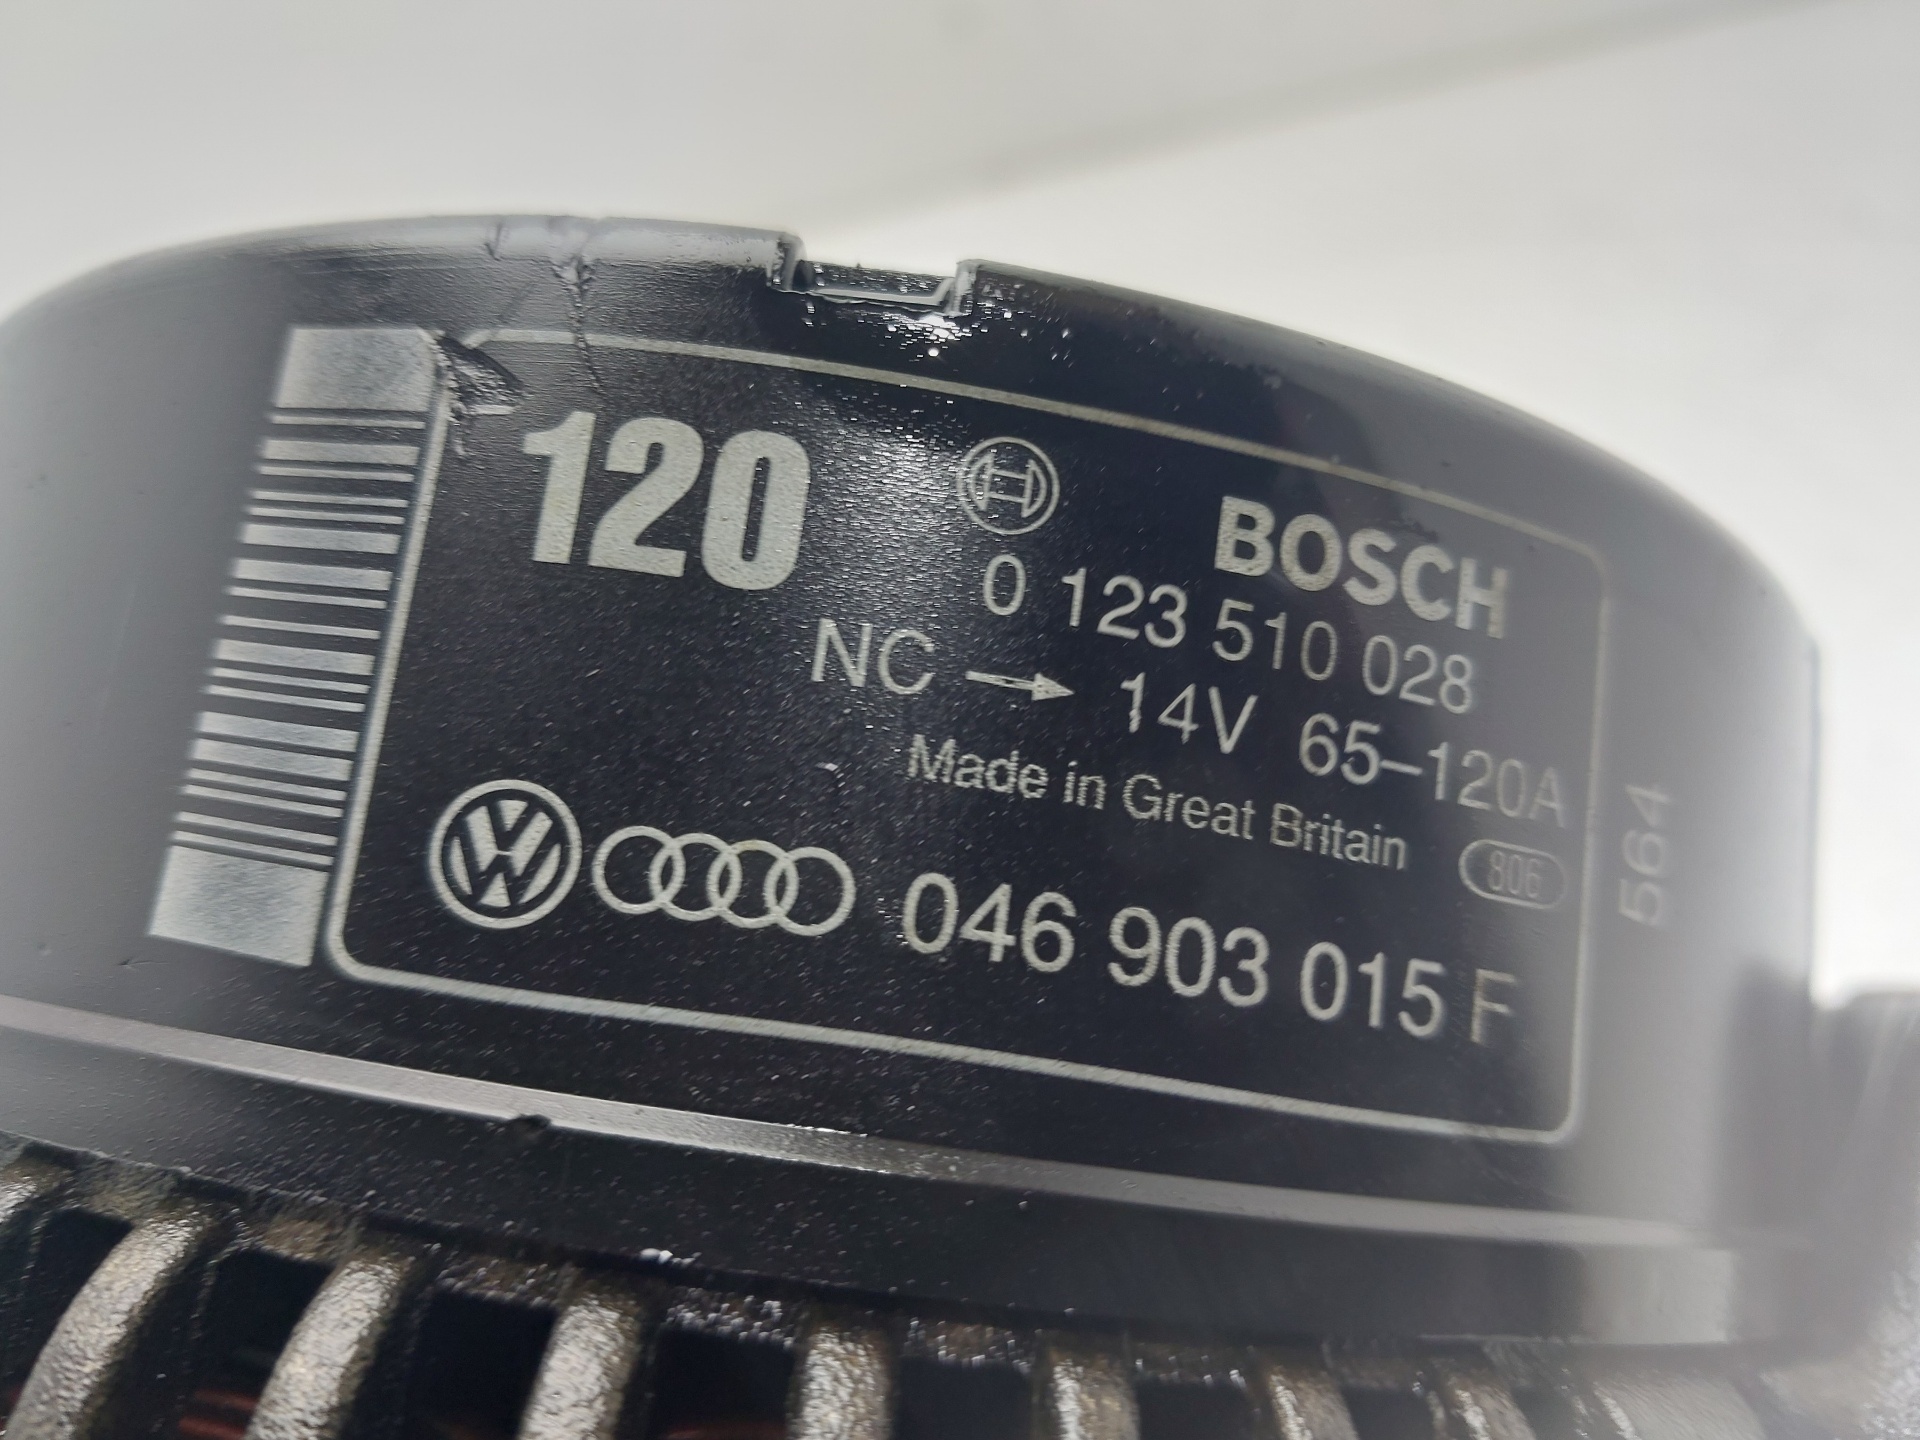 120
BOSCH
0 123 510 028
NC → 14V 65–120A
Made in Great Britain
806
046 903 015 F
564